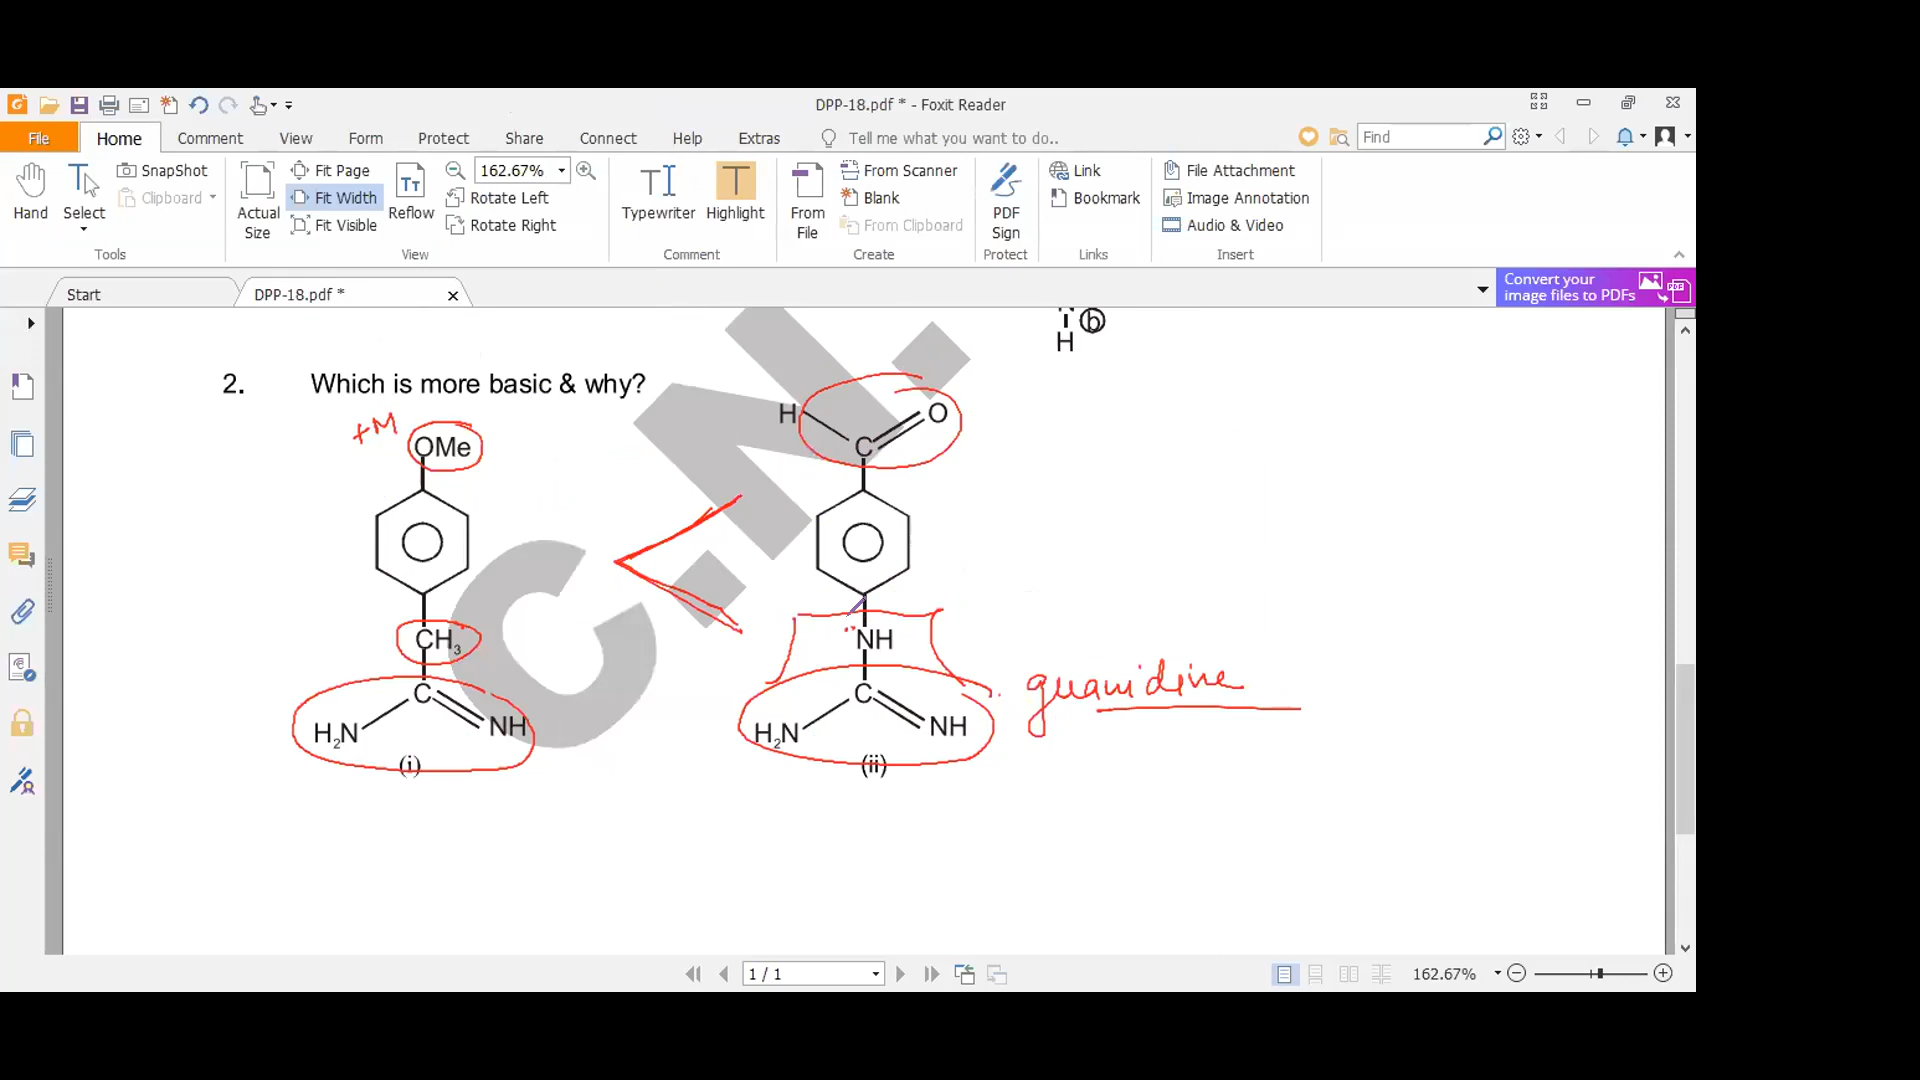 DPP-18.pdf * - Foxit Reader
File Home Comment View Form Protect Share Connect Help Extras Tell me what you want to do.. Find
Hand
Select
SnapShot
Clipboard
Tools
Actual Size
Fit Page
Fit Width
Fit Visible
Reflow
162.67%
Rotate Left
Rotate Right
View
Typewriter
Highlight
Comment
From File
From Scanner
Blank
From Clipboard
Create
PDF Sign
Protect
Link
Bookmark
Links
File Attachment
Image Annotation
Audio & Video
Insert
Start
DPP-18.pdf *
Convert your
image files to PDFs
b
H
2. Which is more basic & why?
+M
OMe
H
O
C
CH3
NH
C
C
guanidine
H2N
NH
H2N
NH
(i)
(ii)
C.N.
1 / 1
162.67%